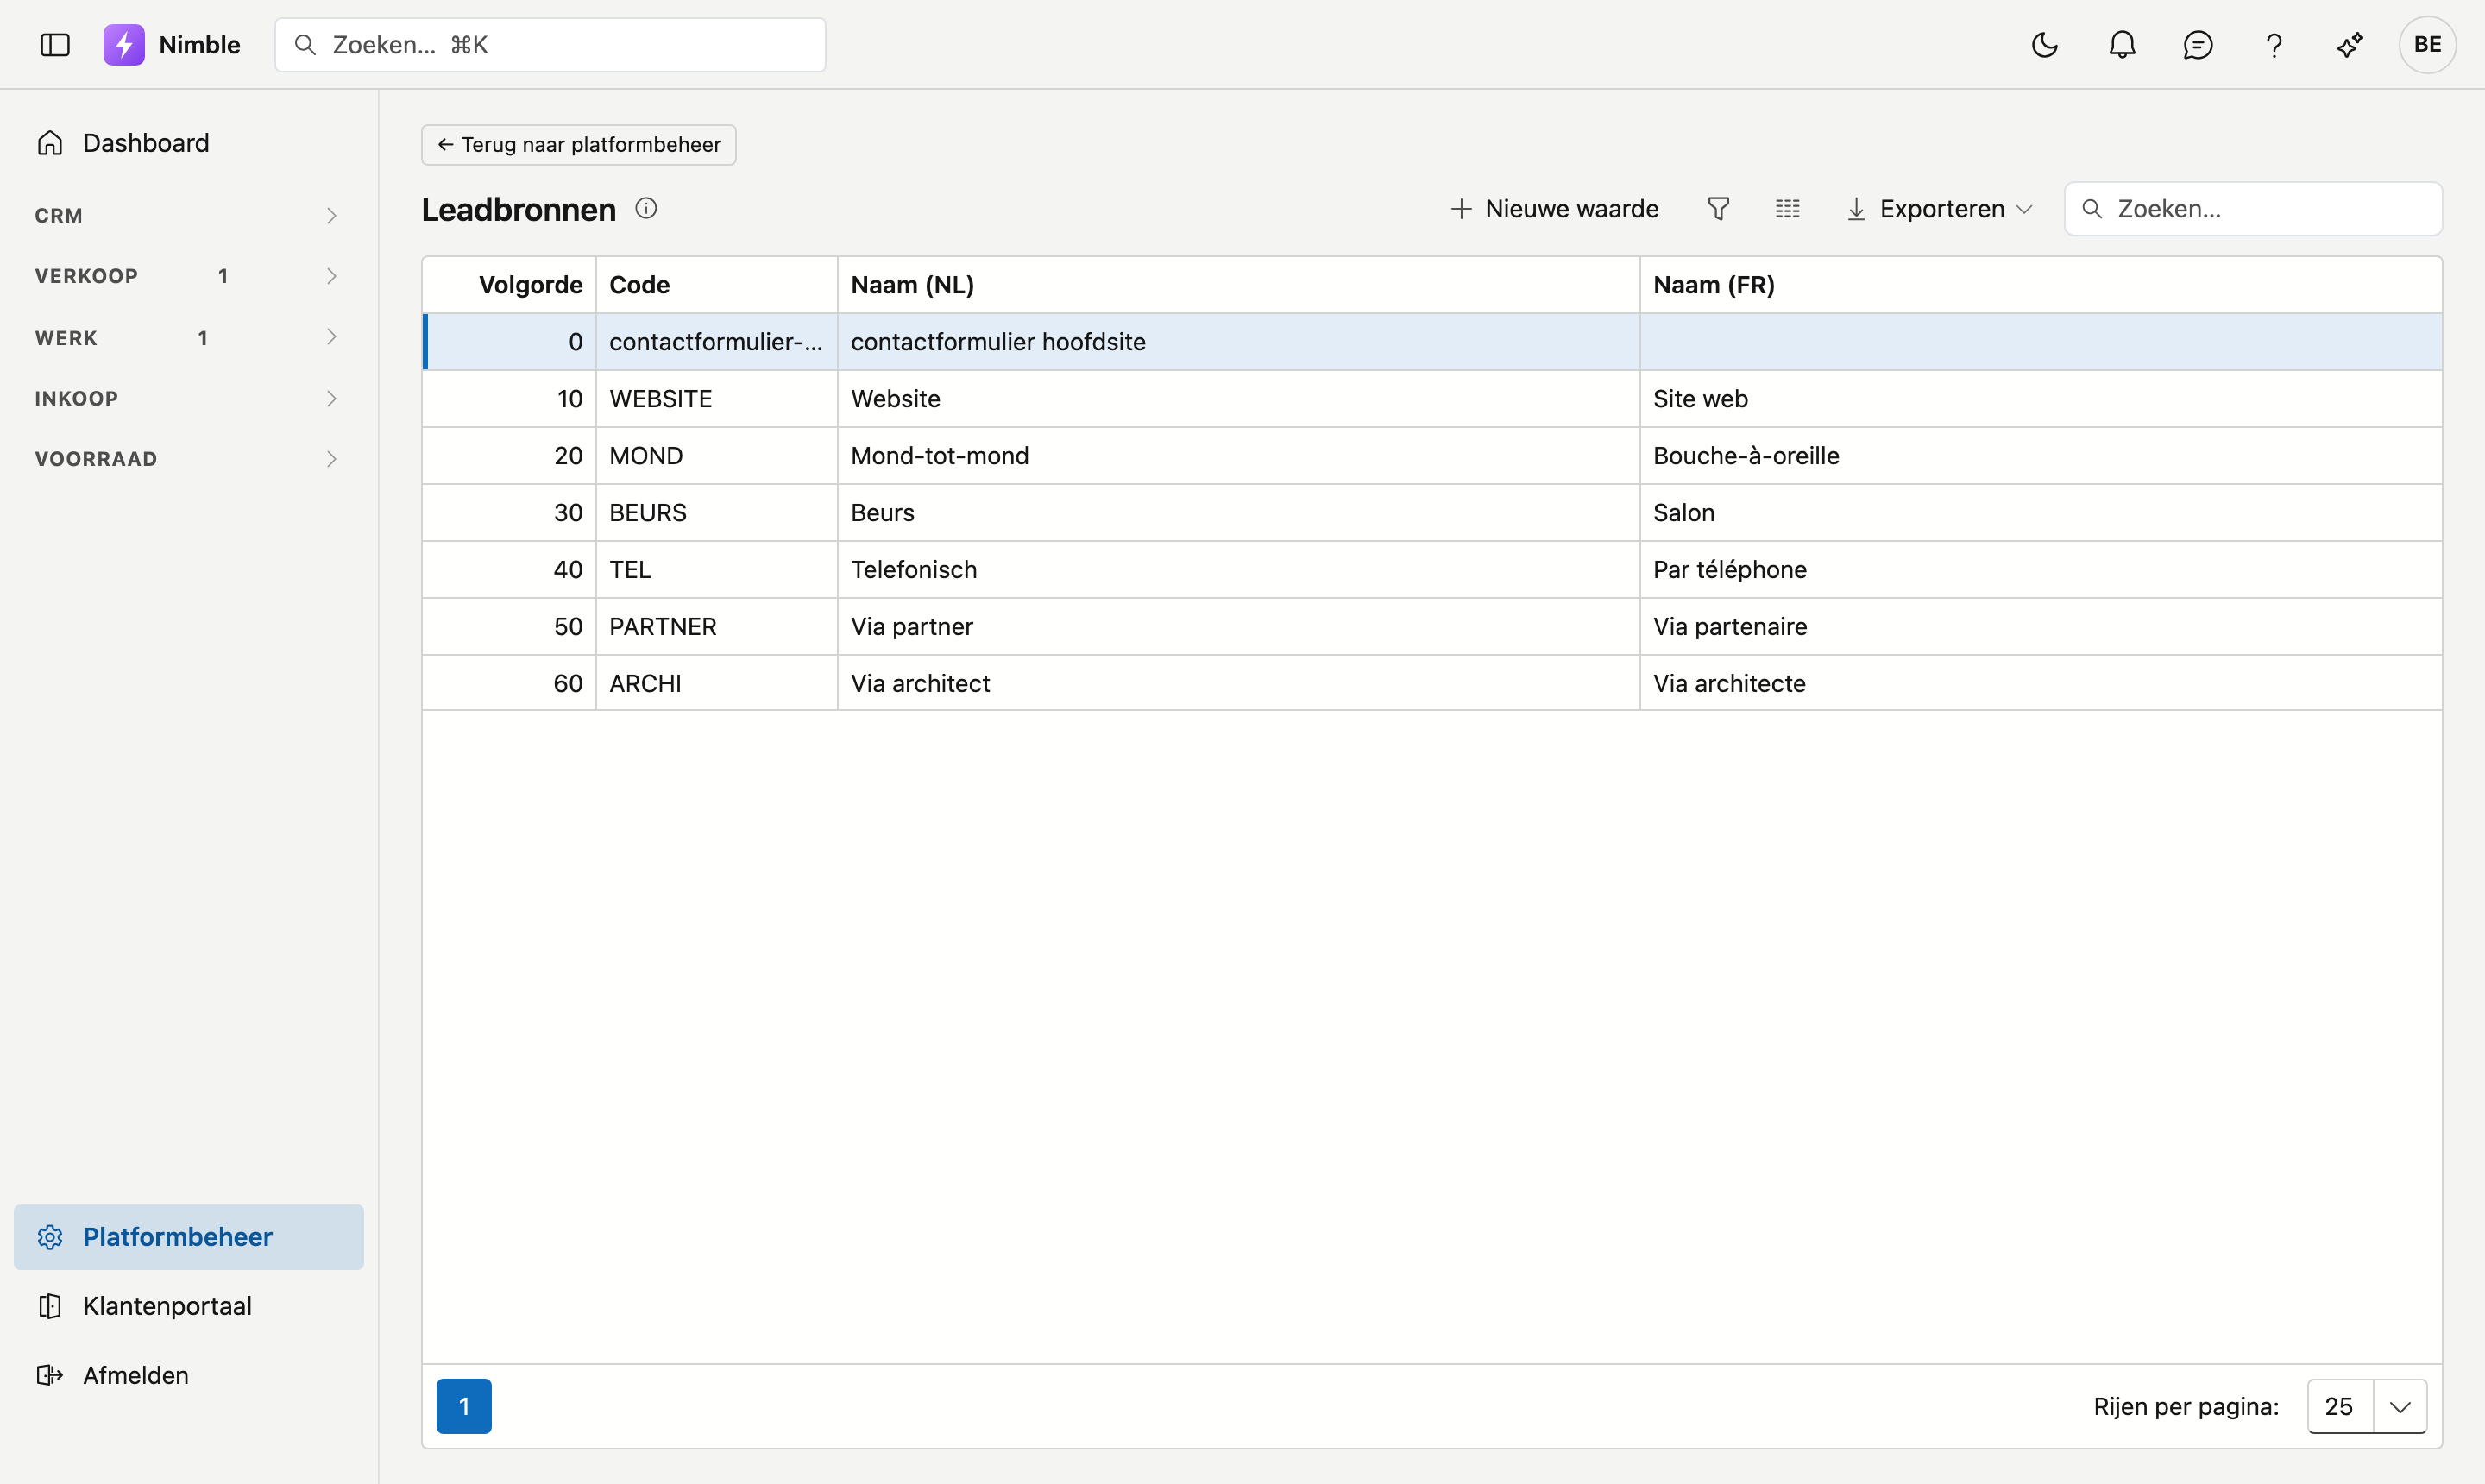 Nimble
Zoeken... ⌘K
BE
Dashboard
CRM
VERKOOP 1
WERK 1
INKOOP
VOORRAAD
Platformbeheer
Klantenportaal
Afmelden
← Terug naar platformbeheer
Leadbronnen
Nieuwe waarde
Exporteren
Zoeken...
Volgorde Code Naam (NL) Naam (FR)
0 contactformulier-... contactformulier hoofdsite
10 WEBSITE Website Site web
20 MOND Mond-tot-mond Bouche-à-oreille
30 BEURS Beurs Salon
40 TEL Telefonisch Par téléphone
50 PARTNER Via partner Via partenaire
60 ARCHI Via architect Via architecte
1
Rijen per pagina: 25